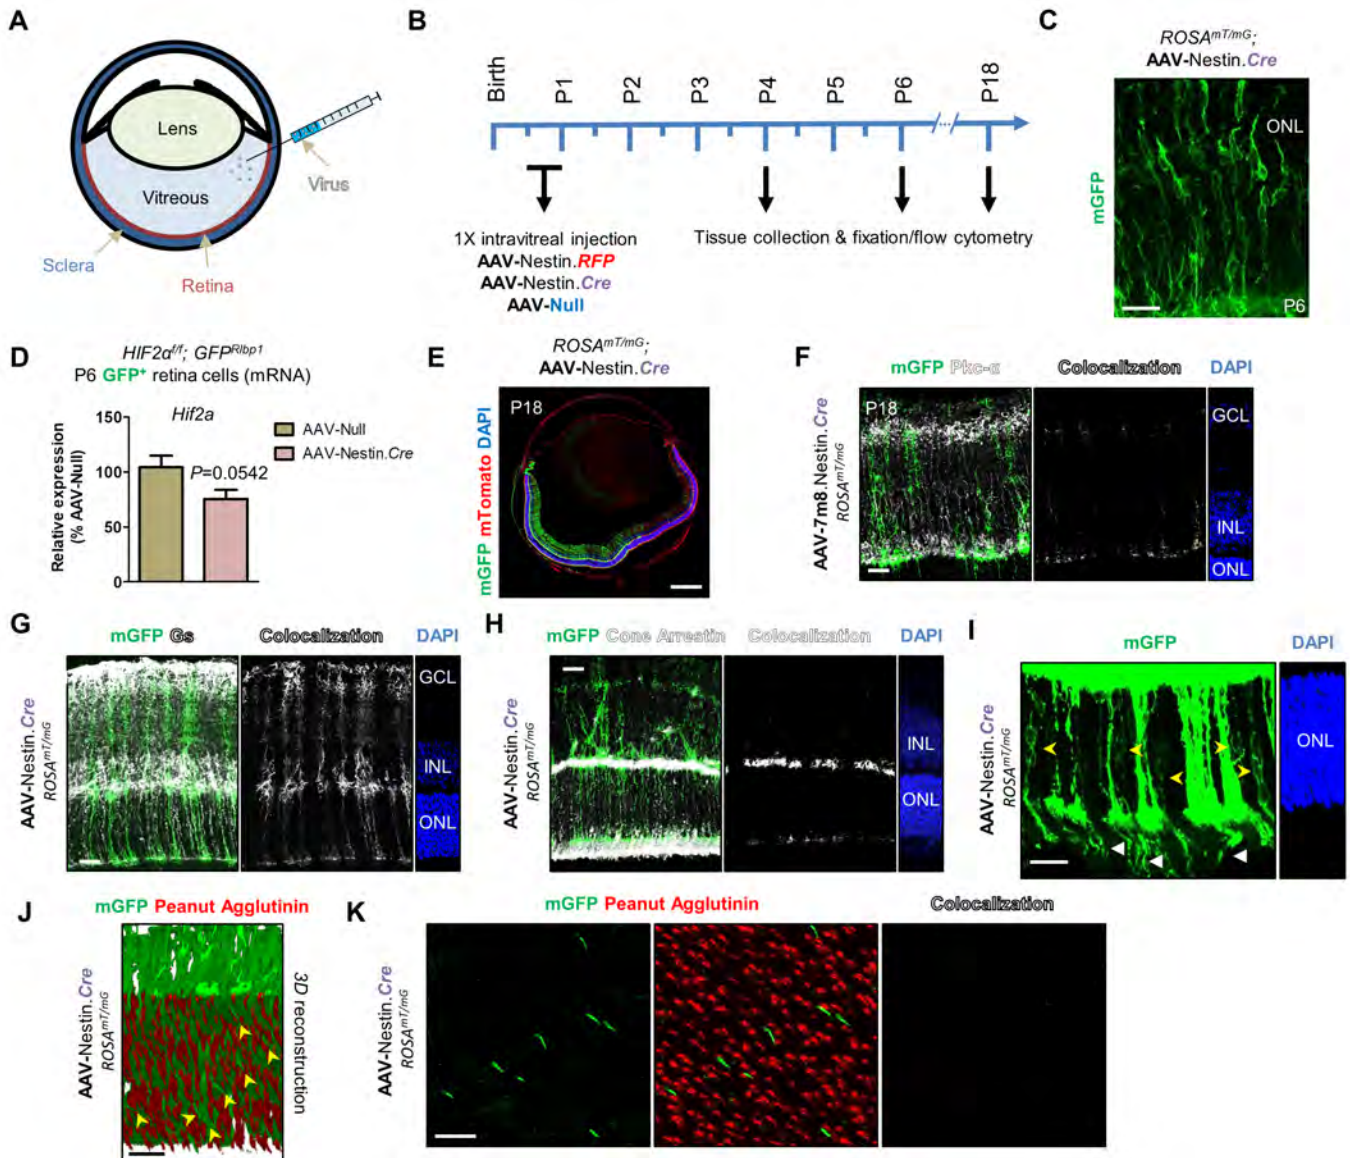 A
Lens
Vitreous
Virus
Sclera
Retina
B
Birth
P1
P2
P3
P4
P5
P6
P18
/.../
1X intravitreal injection
AAV-Nestin.RFP
AAV-Nestin.Cre
AAV-Null
Tissue collection & fixation/flow cytometry
C
ROSAmT/mG;
AAV-Nestin.Cre
mGFP
ONL
P6
D
HIF2αf/f; GFPRlbp1
P6 GFP+ retina cells (mRNA)
Hif2a
Relative expression
(% AAV-Null)
150
100
50
0
P=0.0542
AAV-Null
AAV-Nestin.Cre
E
ROSAmT/mG;
AAV-Nestin.Cre
mGFP mTomato DAPI
P18
F
mGFP Pkc-α
Colocalization
DAPI
AAV-7m8.Nestin.Cre
ROSAmT/mG
P18
GCL
INL
ONL
G
mGFP Gs
Colocalization
DAPI
AAV-Nestin.Cre
ROSAmT/mG
GCL
INL
ONL
H
mGFP Cone Arrestin
Colocalization
DAPI
AAV-Nestin.Cre
ROSAmT/mG
INL
ONL
I
mGFP
DAPI
AAV-Nestin.Cre
ROSAmT/mG
ONL
J
mGFP Peanut Agglutinin
AAV-Nestin.Cre
ROSAmT/mG
3D reconstruction
K
mGFP Peanut Agglutinin
Colocalization
AAV-Nestin.Cre
ROSAmT/mG